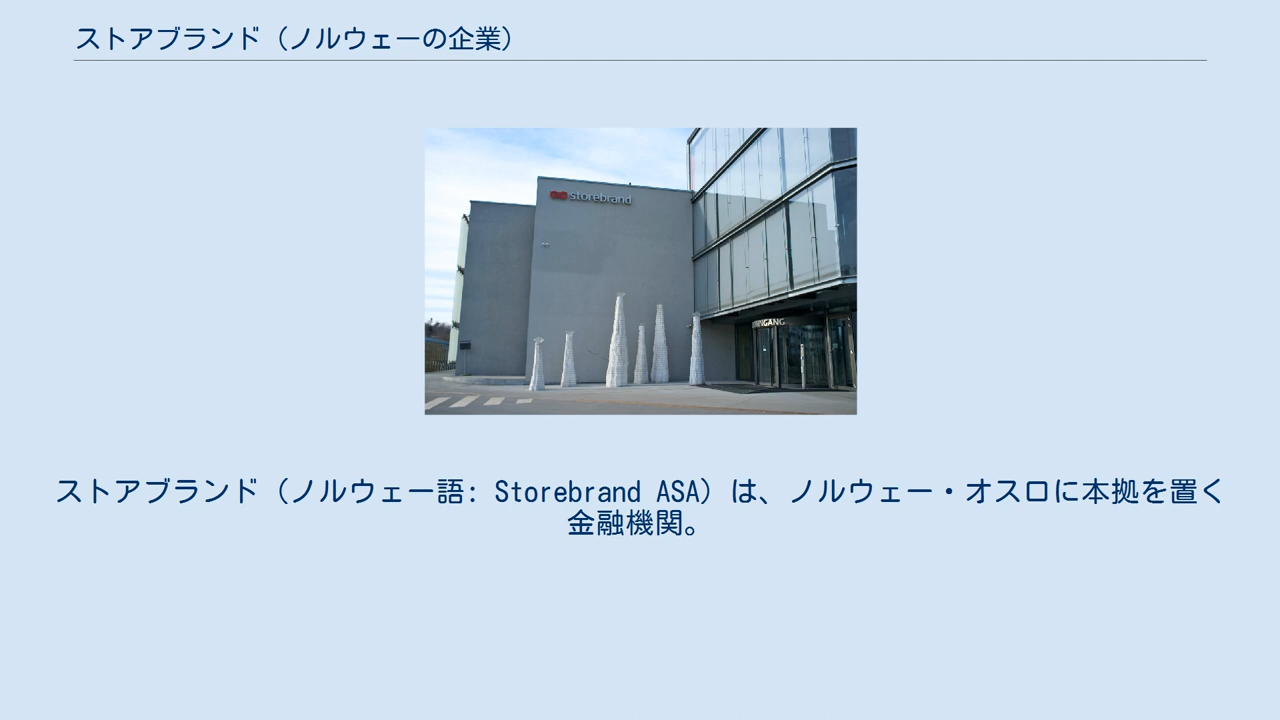 ストアブランド（ノルウェーの企業）
storebrand
INGANG
ストアブランド（ノルウェー語: Storebrand ASA）は、ノルウェー・オスロに本拠を置く
金融機関。